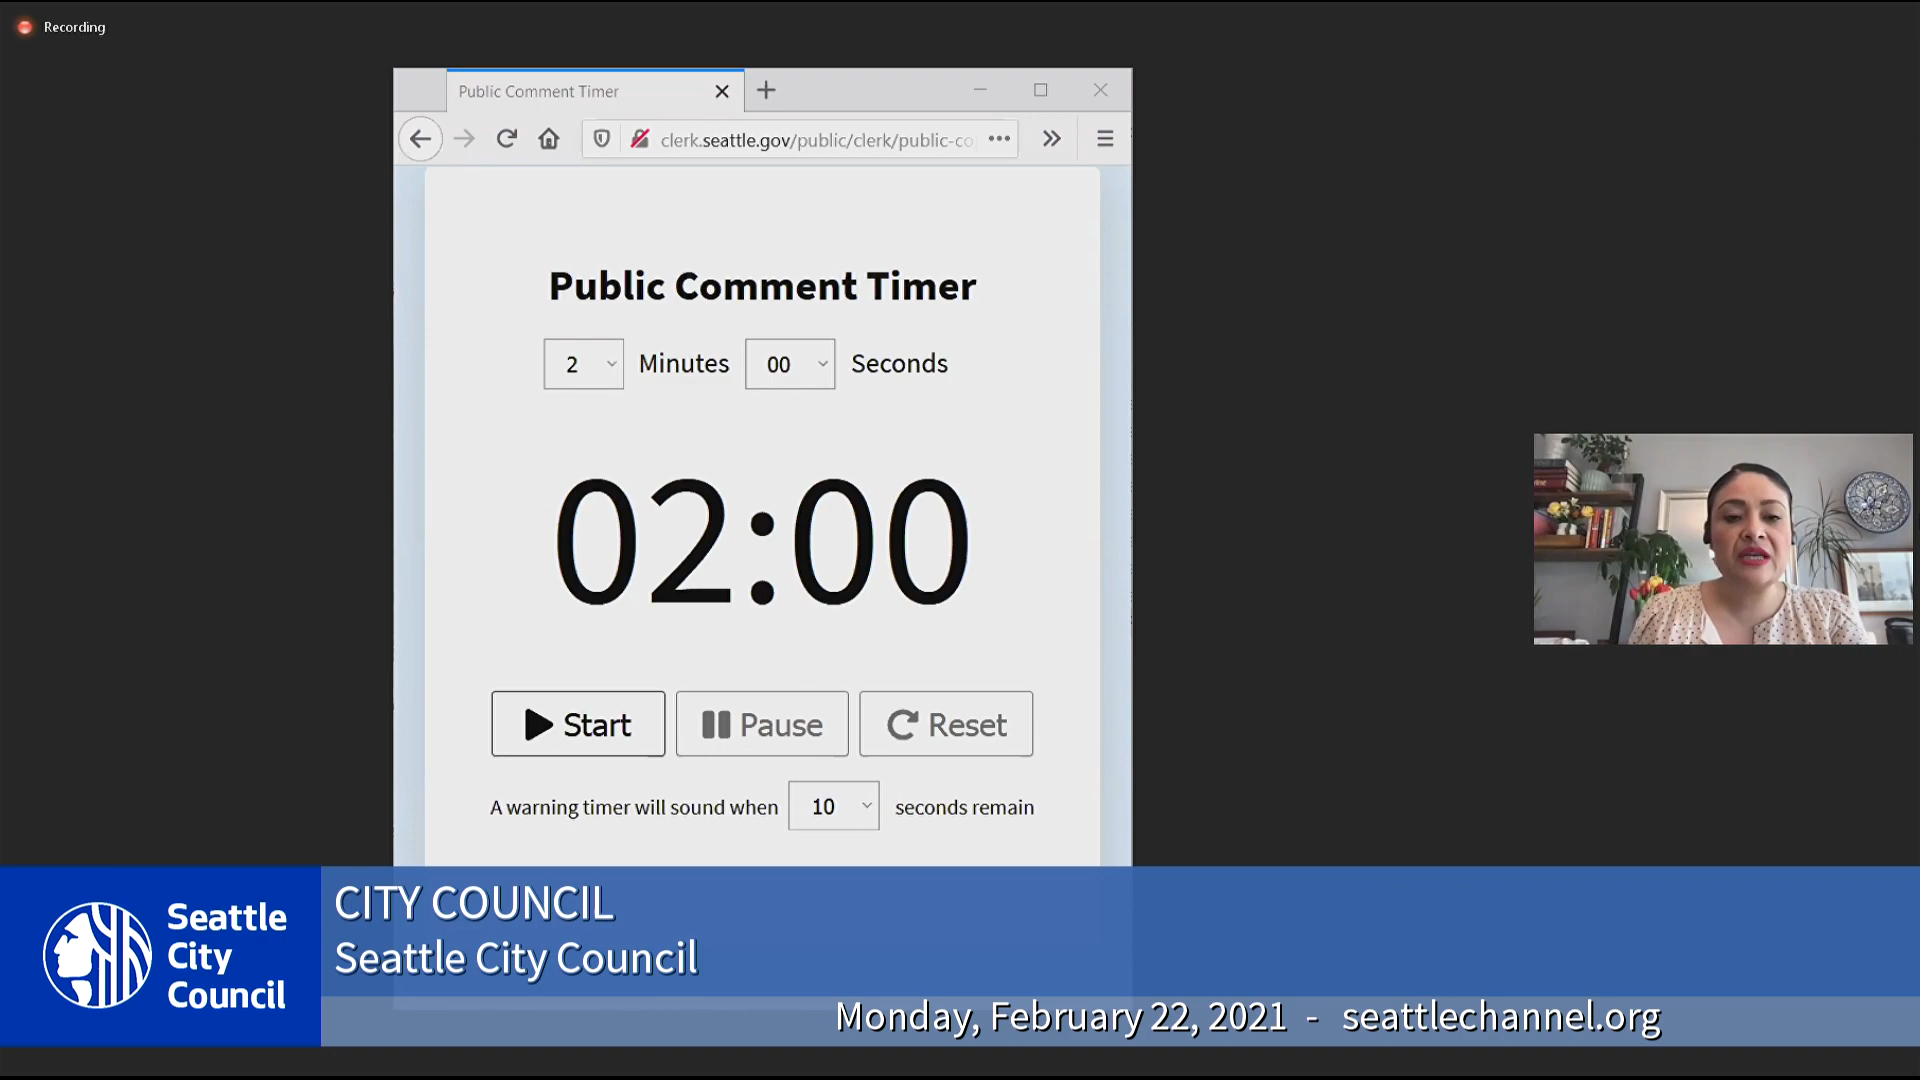 Recording
Public Comment Timer
clerk.seattle.gov/public/clerk/public-co
Public Comment Timer
2 Minutes 00 Seconds
02:00
Start Pause Reset
A warning timer will sound when 10 seconds remain
Seattle
City
Council
CITY COUNCIL
Seattle City Council
Monday, February 22, 2021 - seattlechannel.org